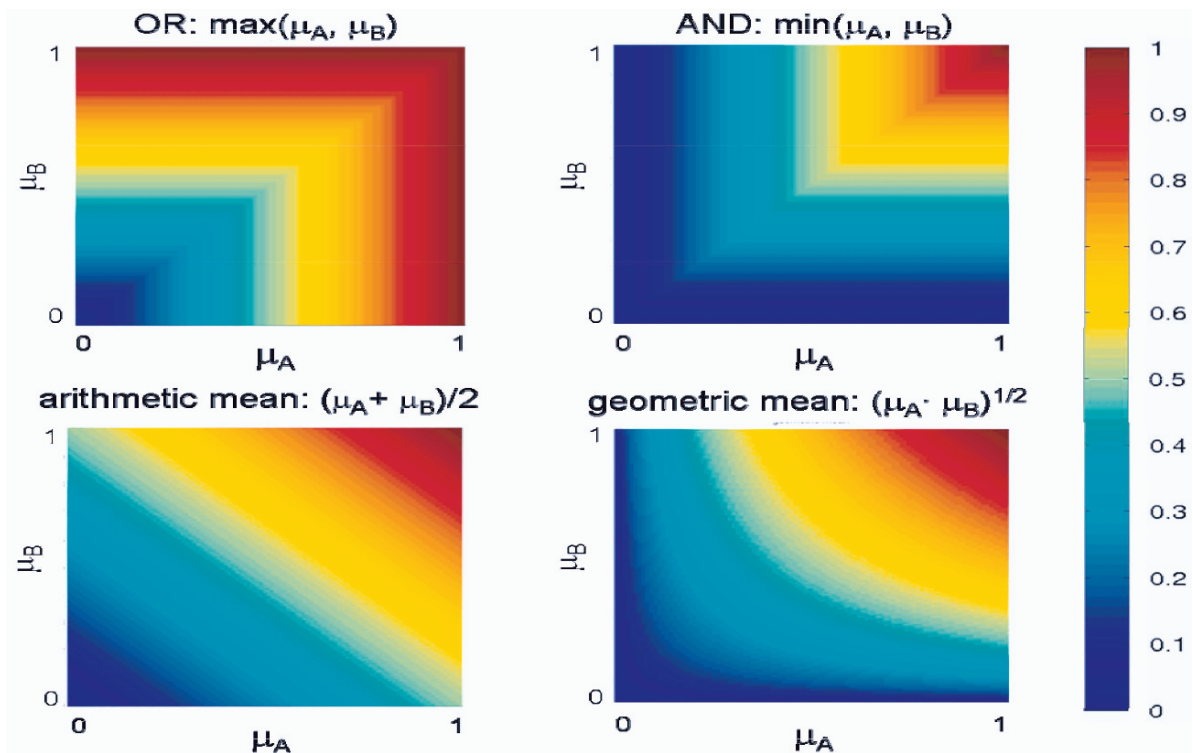 OR: max(μA, μB)
1
μB
0
0
1
μA
AND: min(μA, μB)
1
μB
0
0
1
μA
arithmetic mean: (μA+ μB)/2
1
μB
0
0
1
μA
geometric mean: (μA· μB)1/2
geometric mean
1
μB
0
0
1
μA
1
0.9
0.8
0.7
0.6
0.5
0.4
0.3
0.2
0.1
0